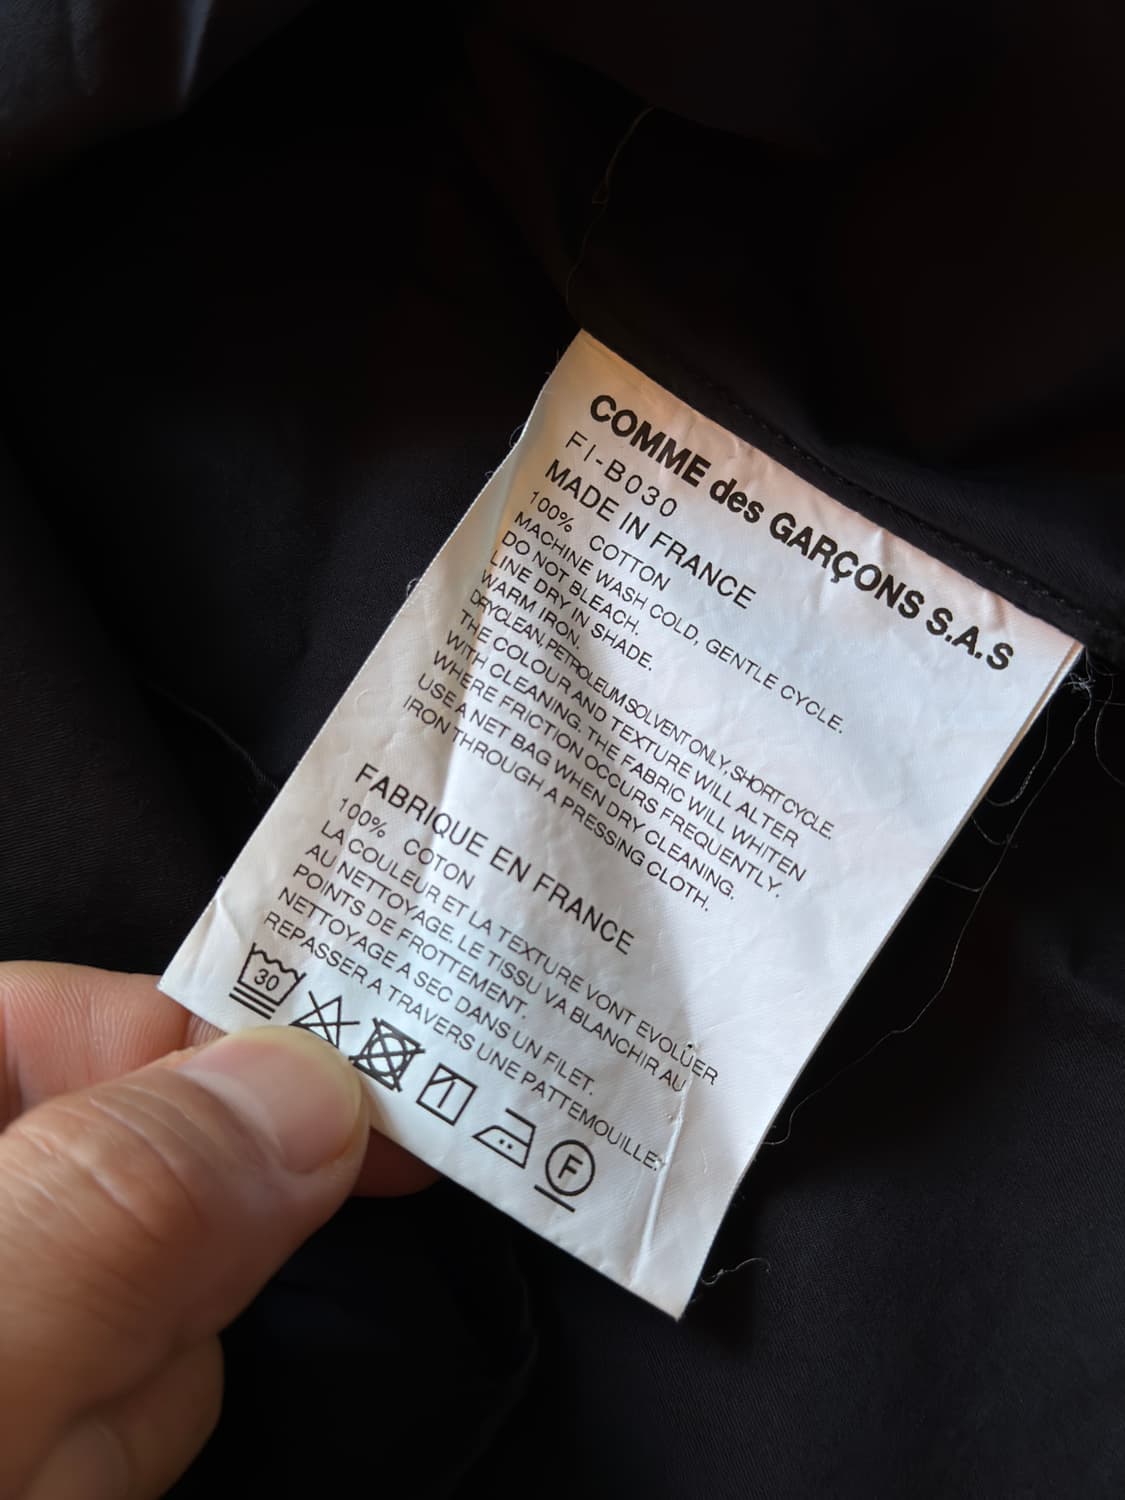 COMME des GARÇONS S.A.S
FI-B030
MADE IN FRANCE
100% COTTON
MACHINE WASH COLD, GENTLE CYCLE.
DO NOT BLEACH.
LINE DRY IN SHADE.
WARM IRON.
DRYCLEAN.PETROLEUM SOLVENT ONLY, SHORT CYCLE.
THE COLOUR AND TEXTURE WILL ALTER
WITH CLEANING. THE FABRIC WILL WHITEN
WHERE FRICTION OCCURS FREQUENTLY.
USE A NET BAG WHEN DRY CLEANING.
IRON THROUGH A PRESSING CLOTH.
FABRIQUE EN FRANCE
100% COTON
LA COULEUR ET LA TEXTURE VONT EVOLUER
AU NETTOYAGE. LE TISSU VA BLANCHIR AU
POINTS DE FROTTEMENT.
NETTOYAGE A SEC DANS UN FILET.
REPASSER A TRAVERS UNE PATTEMOUILLE.
30
F